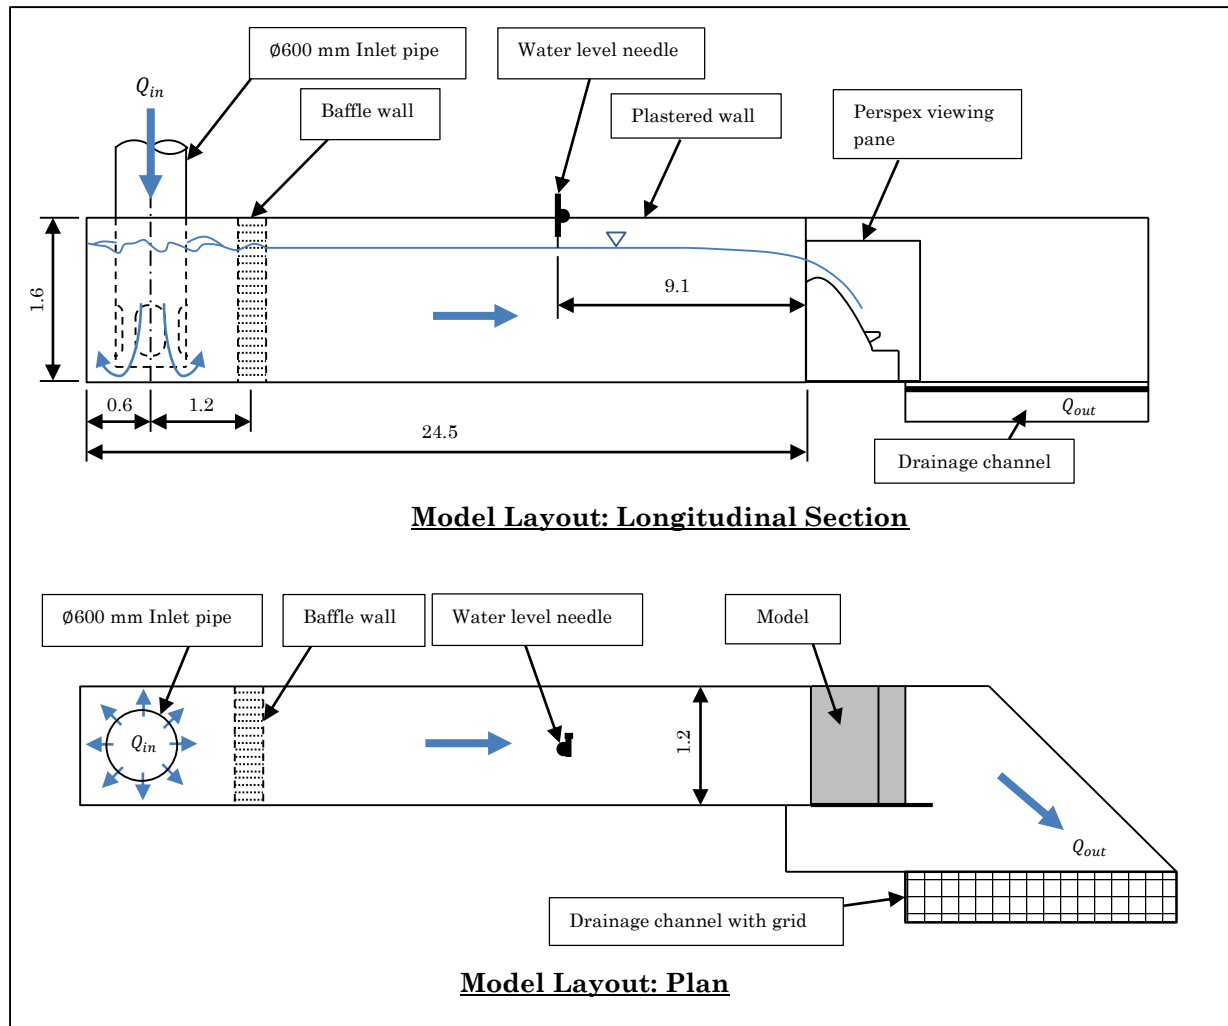 Ø600 mm Inlet pipe
Water level needle
Q_in
Baffle wall
Plastered wall
Perspex viewing
pane
9.1
1.6
0.6
1.2
24.5
Q_out
Drainage channel
Model Layout: Longitudinal Section
Ø600 mm Inlet pipe
Baffle wall
Water level needle
Model
Q_in
1.2
Q_out
Drainage channel with grid
Model Layout: Plan